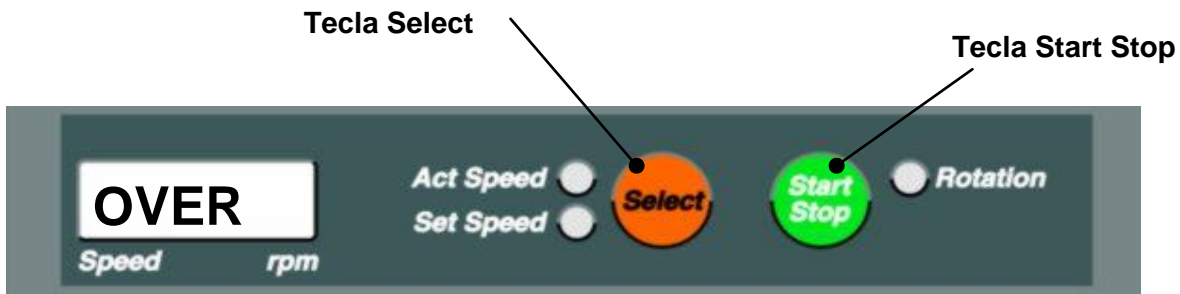 Tecla Select
Tecla Start Stop
OVER
Speed rpm
Act Speed
Set Speed
Select
Start
Stop
Rotation